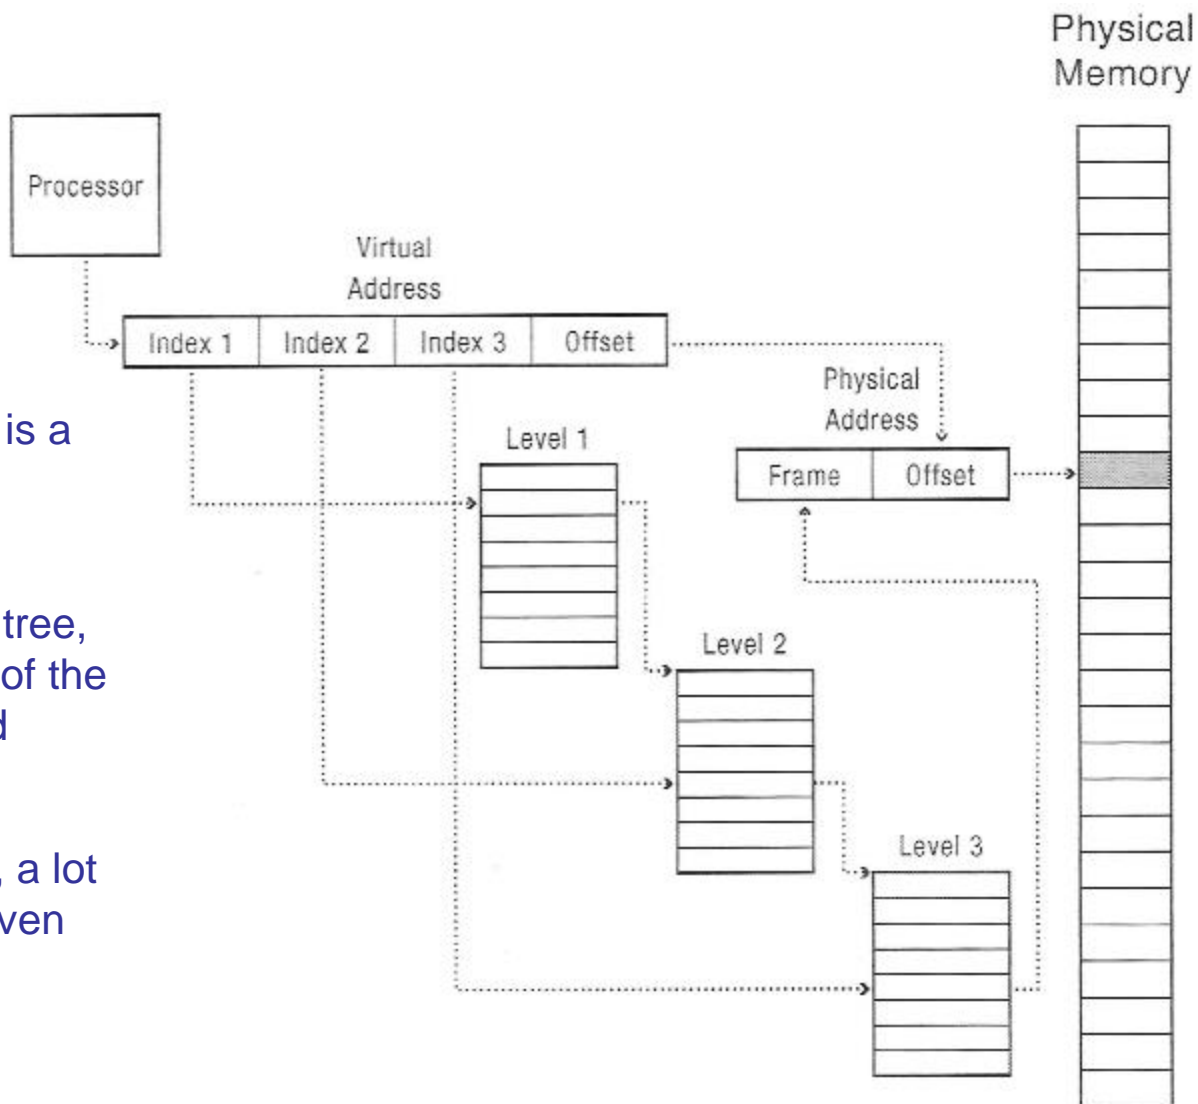 Physical
Memory
Processor
Virtual
Address
Index 1 Index 2 Index 3 Offset
Physical
Address
Frame Offset
is a
Level 1
tree,
of the
d
Level 2
, a lot
ven
Level 3